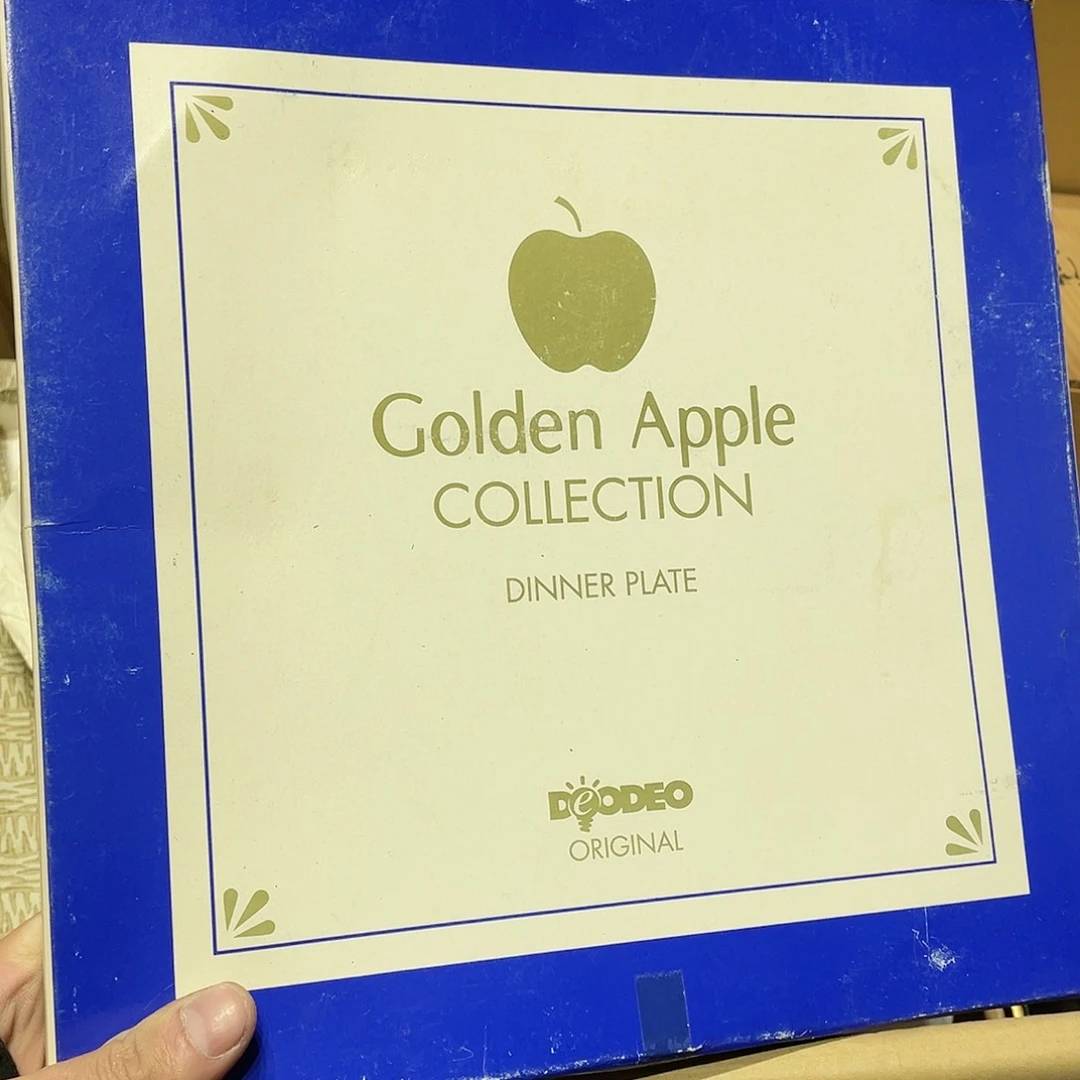 Golden Apple
COLLECTION
DINNER PLATE
DeODEO
ORIGINAL